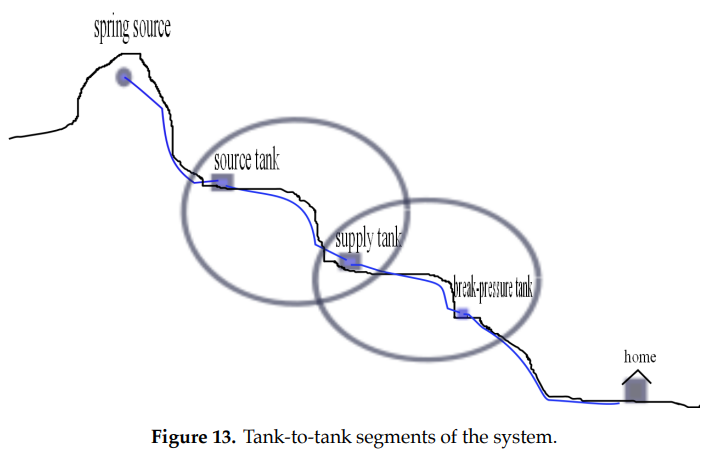 spring source
source tank
supply tank
break-pressure tank
home
Figure 13. Tank-to-tank segments of the system.